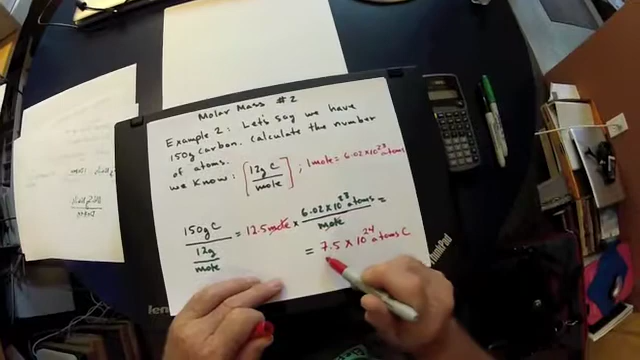 Molar Mass #2
Example 2: Let's say we have
150g carbon. Calculate the number
of atoms.
we know: [12g C / mole] ; 1mole = 6.02x10^23 atoms
150g C / 12g/mole = 12.5 mole x 6.02x10^23 atoms / mole =
= 7.5 x 10^24 atoms C
lenovo
ThinkPad